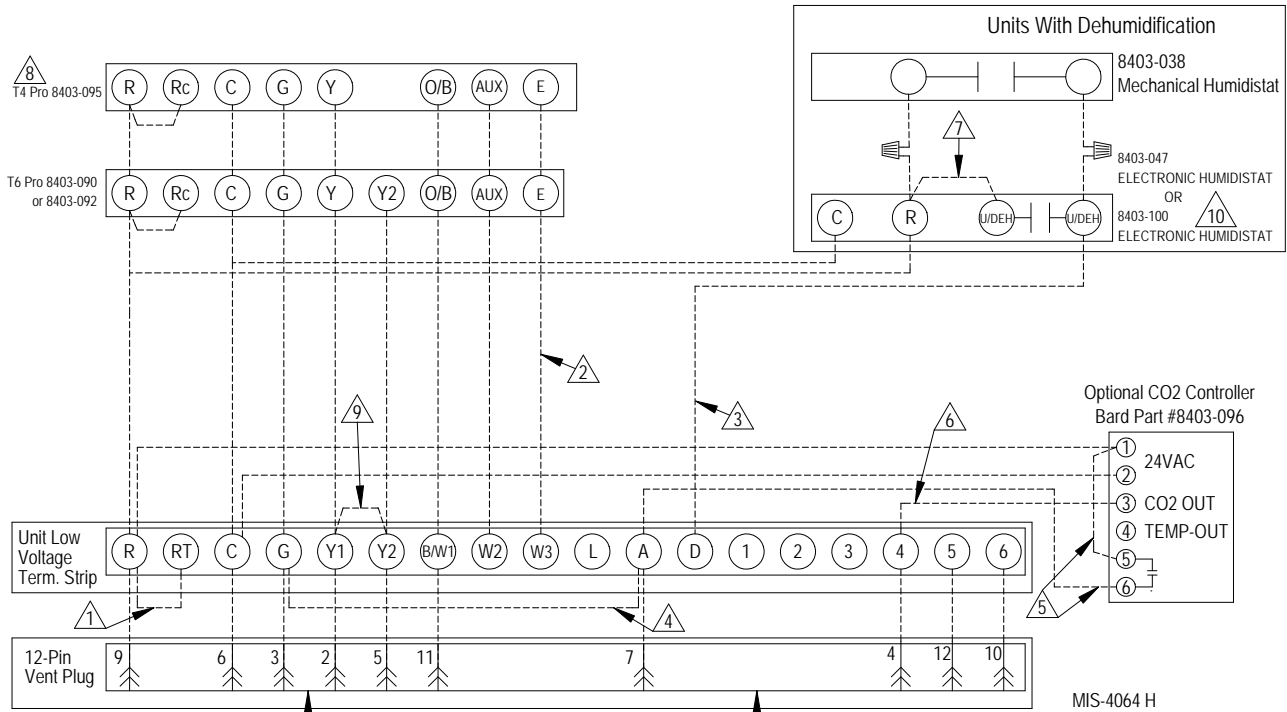 Units With Dehumidification
8403-038
Mechanical Humidistat
8
T4 Pro 8403-095
R Rc C G Y O/B AUX E
7
8403-047
ELECTRONIC HUMIDISTAT
OR
8403-100
ELECTRONIC HUMIDISTAT
10
T6 Pro 8403-090
or 8403-092
R Rc C G Y Y2 O/B AUX E
C R U/DEH U/DEH
2
3
9
6
Optional CO2 Controller
Bard Part #8403-096
1
24VAC
2
3 CO2 OUT
4 TEMP-OUT
5
6
5
Unit Low
Voltage
Term. Strip
R RT C G Y1 Y2 B/W1 W2 W3 L A D 1 2 3 4 5 6
1
4
12-Pin
Vent Plug
9 6 3 2 5 11 7 4 12 10
MIS-4064 H